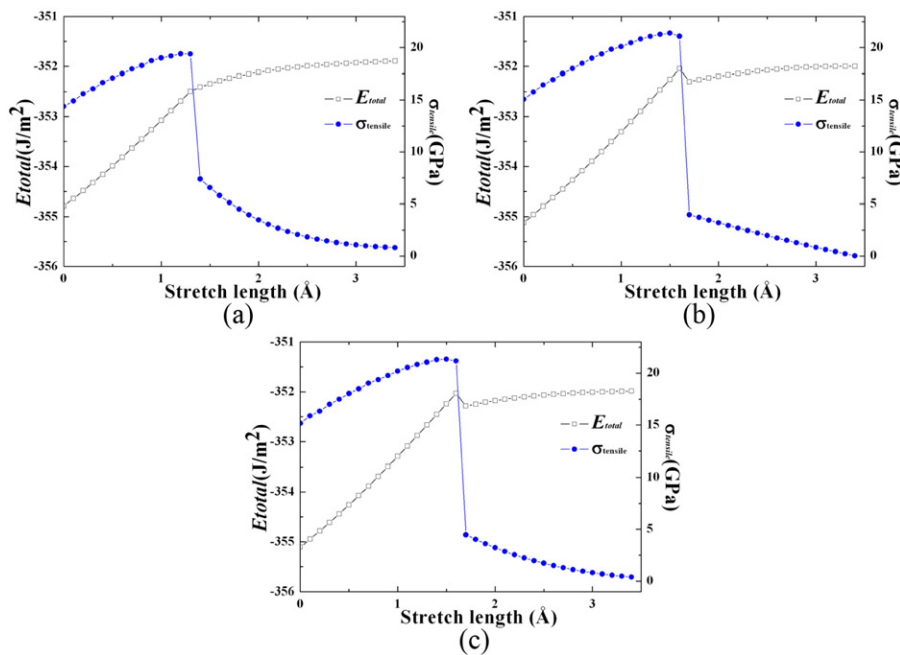 -351
-352
-353
-354
-355
-356
Etotal(J/m²)
20
15
10
5
0
σtensile(GPa)
Etotal
σtensile
0
1
2
3
Stretch length (Å)
(a)
-351
-352
-353
-354
-355
-356
Etotal(J/m²)
20
15
10
5
0
σtensile(GPa)
Etotal
σtensile
0
1
2
3
Stretch length (Å)
(b)
-351
-352
-353
-354
-355
-356
Etotal(J/m²)
20
15
10
5
0
σtensile(GPa)
Etotal
σtensile
0
1
2
3
Stretch length (Å)
(c)